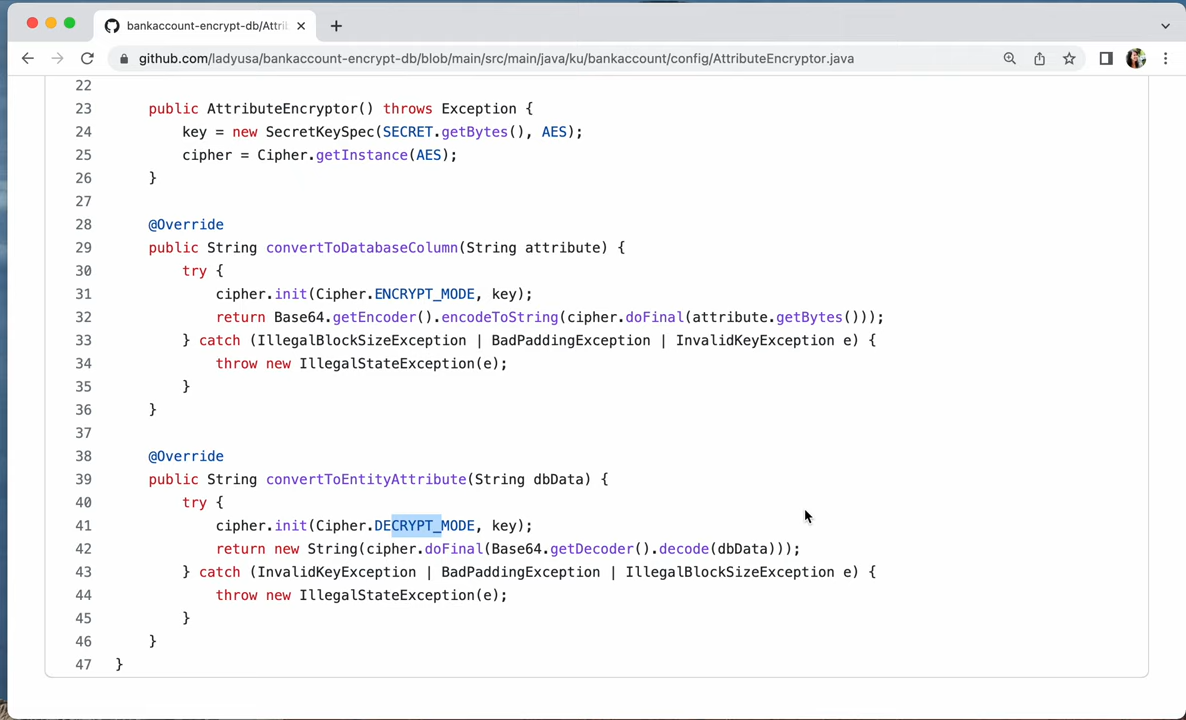 bankaccount-encrypt-db/Attri
github.com/ladyusa/bankaccount-encrypt-db/blob/main/src/main/java/ku/bankaccount/config/AttributeEncryptor.java
22
23 public AttributeEncryptor() throws Exception {
24 key = new SecretKeySpec(SECRET.getBytes(), AES);
25 cipher = Cipher.getInstance(AES);
26 }
27
28 @Override
29 public String convertToDatabaseColumn(String attribute) {
30 try {
31 cipher.init(Cipher.ENCRYPT_MODE, key);
32 return Base64.getEncoder().encodeToString(cipher.doFinal(attribute.getBytes()));
33 } catch (IllegalBlockSizeException | BadPaddingException | InvalidKeyException e) {
34 throw new IllegalStateException(e);
35 }
36 }
37
38 @Override
39 public String convertToEntityAttribute(String dbData) {
40 try {
41 cipher.init(Cipher.DECRYPT_MODE, key);
42 return new String(cipher.doFinal(Base64.getDecoder().decode(dbData)));
43 } catch (InvalidKeyException | BadPaddingException | IllegalBlockSizeException e) {
44 throw new IllegalStateException(e);
45 }
46 }
47 }